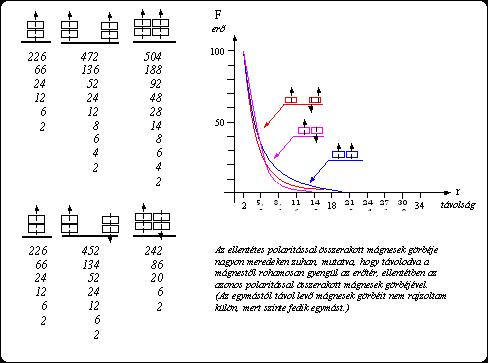 226 472 504
66 136 188
24 52 92
12 24 48
6 12 28
2 8 14
6 8
4 6
2 4
2
226 452 242
66 134 86
24 52 20
12 24 6
6 12 2
2 6
2
F
erő
100
50
2 5. 8. 11 14 18 21 24 27 30 34
r
távolság
Az ellentétes polaritással összerakott mágnesek görbéje
nagyon meredeken zuhan, mutatva, hogy távolodva a
mágnestől rohamosan gyengül az erőtér, ellentétben az
azonos polaritással összerakott mágnesek görbéjével.
(Az egymástól távol levő mágnesek görbéit nem rajzoltam
külön, mert szinte fedik egymást.)